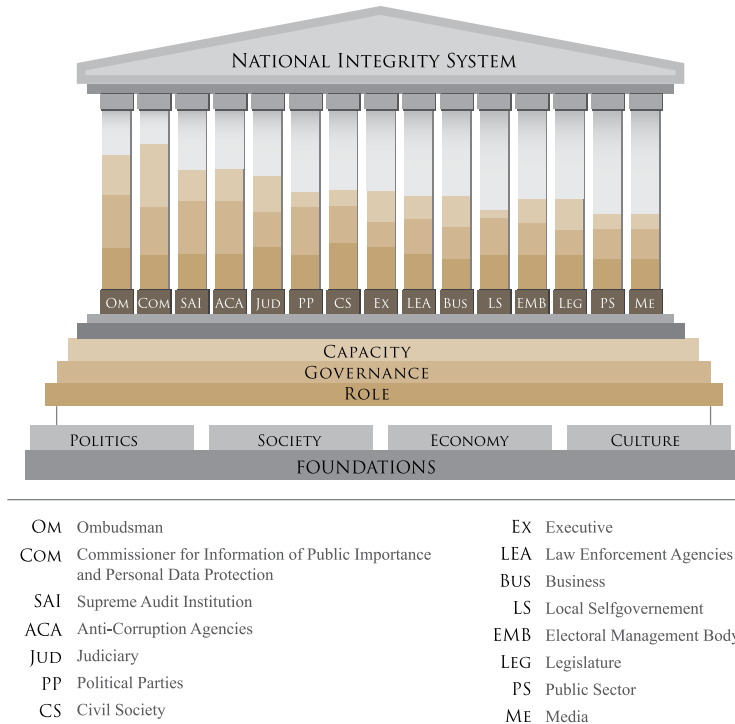 NATIONAL INTEGRITY SYSTEM
OM COM SAI ACA JUD PP CS EX LEA BUS LS EMB LEG PS ME
CAPACITY
GOVERNANCE
ROLE
POLITICS SOCIETY ECONOMY CULTURE
FOUNDATIONS
OM Ombudsman
COM Commissioner for Information of Public Importance
and Personal Data Protection
SAI Supreme Audit Institution
ACA Anti-Corruption Agencies
JUD Judiciary
PP Political Parties
CS Civil Society
EX Executive
LEA Law Enforcement Agencies
BUS Business
LS Local Selfgovernement
EMB Electoral Management Body
LEG Legislature
PS Public Sector
ME Media